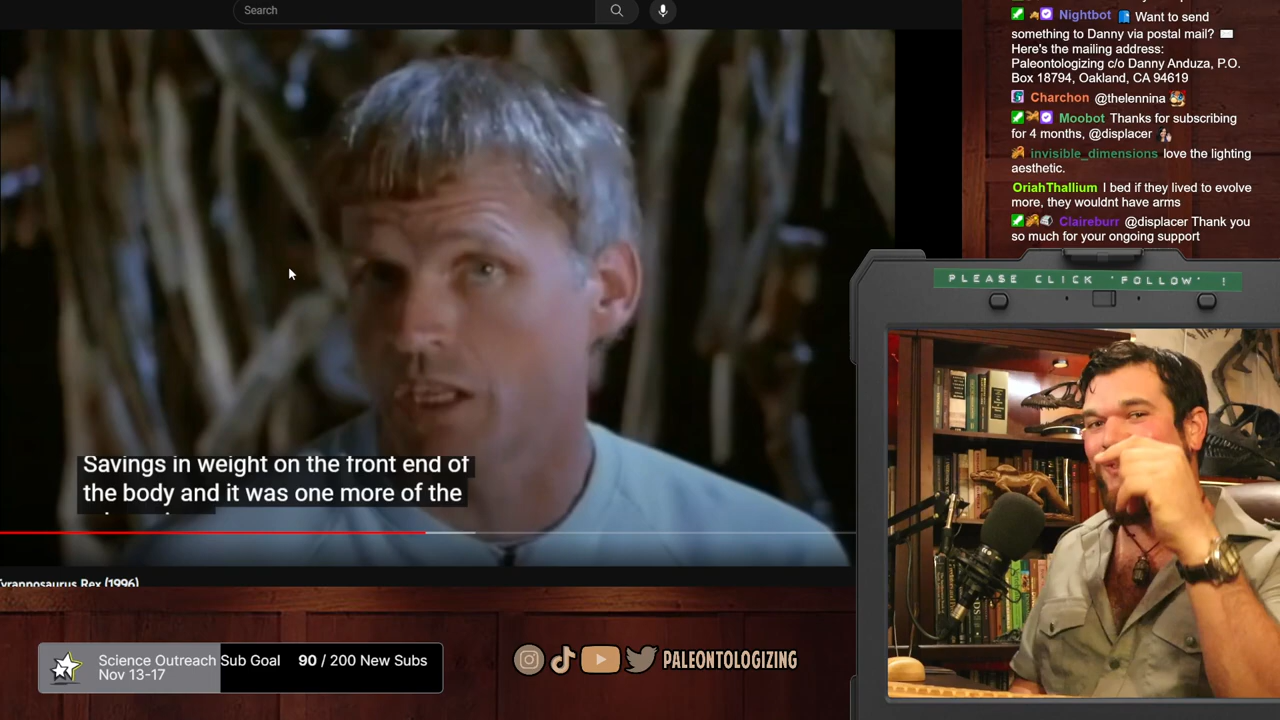 Search
Savings in weight on the front end of
the body and it was one more of the
Tyrannosaurus Rex (1996)
Nightbot Want to send
something to Danny via postal mail?
Here's the mailing address:
Paleontologizing c/o Danny Anduza, P.O.
Box 18794, Oakland, CA 94619
Charchon @thelennina
Moobot Thanks for subscribing
for 4 months, @displacer
invisible_dimensions love the lighting
aesthetic.
OriahThallium I bed if they lived to evolve
more, they wouldnt have arms
Claireburr @displacer Thank you
so much for your ongoing support
PLEASE CLICK 'FOLLOW' !
Science Outreach Sub Goal 90 / 200 New Subs
Nov 13-17
PALEONTOLOGIZING